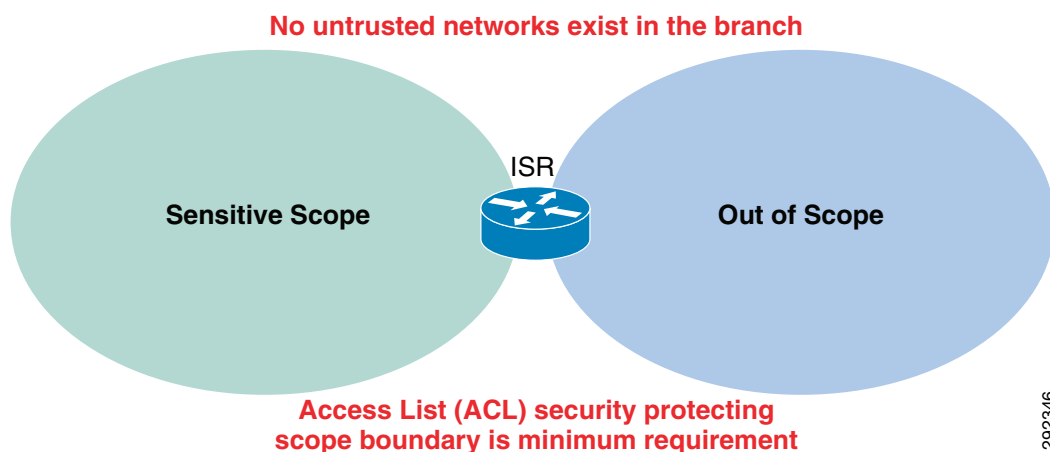 No untrusted networks exist in the branch
ISR
Sensitive Scope
Out of Scope
Access List (ACL) security protecting
scope boundary is minimum requirement
292346